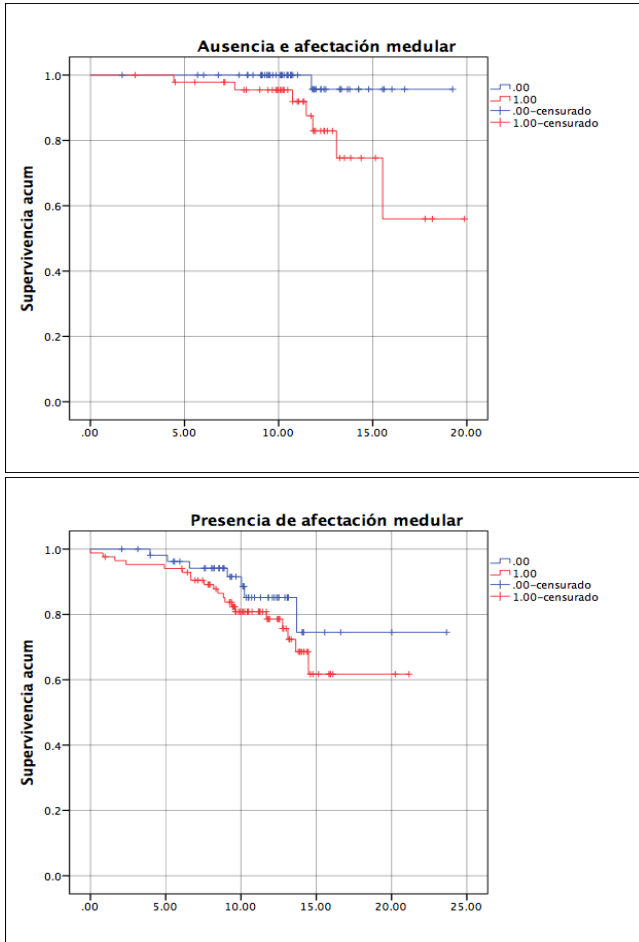 Ausencia e afectación medular
Supervivencia acum
1.0
0.8
0.6
0.4
0.2
0.0
.00 5.00 10.00 15.00 20.00
.00
1.00
.00-censurado
1.00-censurado
Presencia de afectación medular
Supervivencia acum
1.0
0.8
0.6
0.4
0.2
0.0
.00 5.00 10.00 15.00 20.00 25.00
.00
1.00
.00-censurado
1.00-censurado